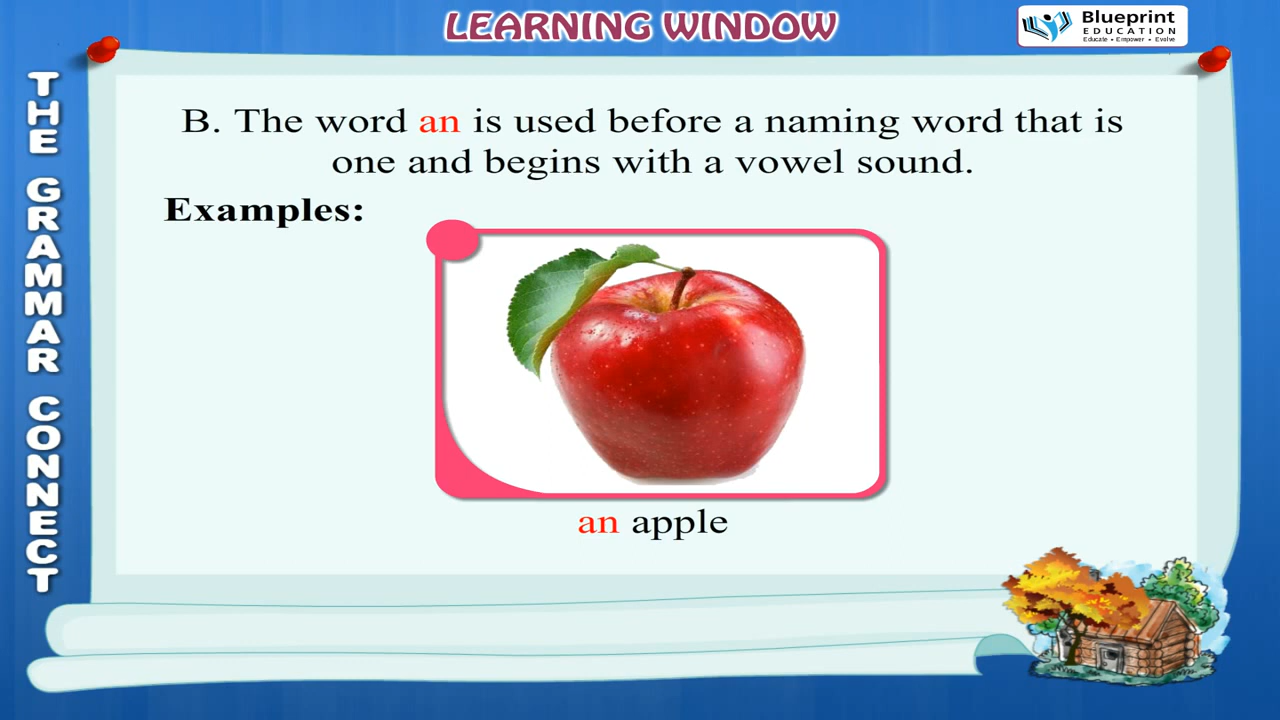 LEARNING WINDOW
Blueprint
EDUCATION
Educate • Empower • Evolve
THE GRAMMAR CONNECT
B. The word an is used before a naming word that is
one and begins with a vowel sound.
Examples:
an apple